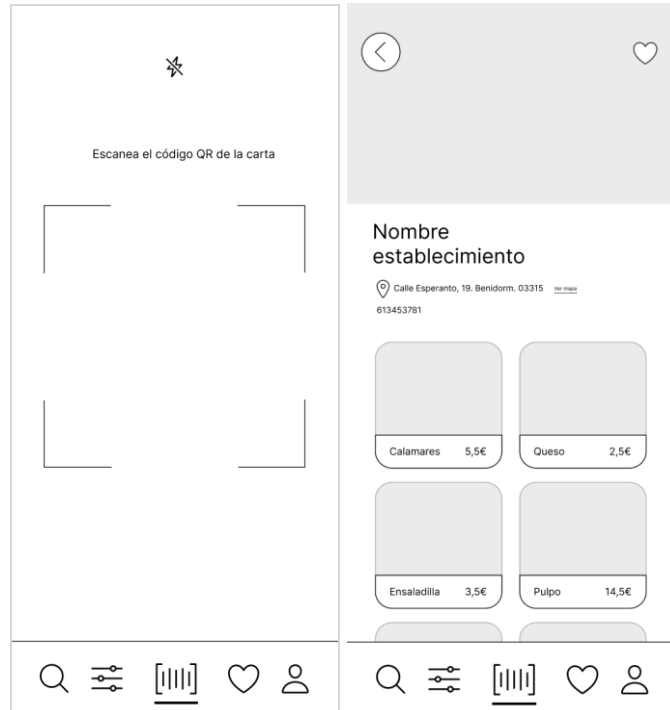 Escanea el código QR de la carta
Nombre
establecimiento
Calle Esperanto, 19. Benidorm. 03315 Ver mapa
613453781
Calamares 5,5€
Queso 2,5€
Ensaladilla 3,5€
Pulpo 14,5€